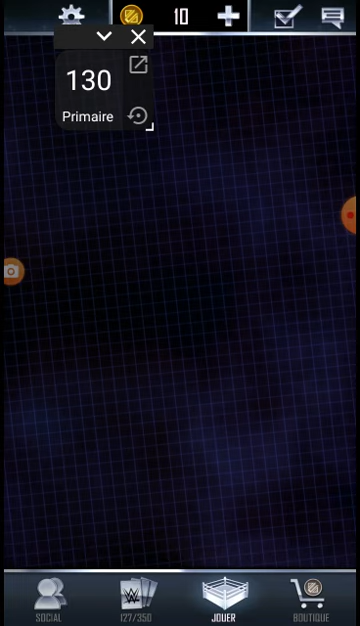 10
130
Primaire
SOCIAL
127/350
JOUER
BOUTIQUE